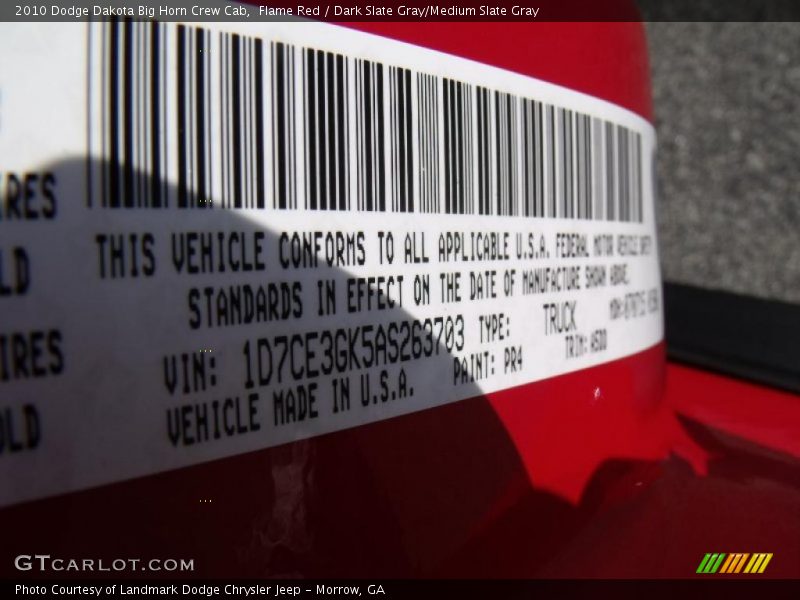 2010 Dodge Dakota Big Horn Crew Cab, Flame Red / Dark Slate Gray/Medium Slate Gray
IRES
LD
IRES
OLD
THIS VEHICLE CONFORMS TO ALL APPLICABLE U.S.A. FEDERAL MOTOR VEHICLE
STANDARDS IN EFFECT ON THE DATE OF MANUFACTURE SHOWN ABOVE.
VIN: 1D7CE3GK5AS263703 TYPE: TRUCK
VEHICLE MADE IN U.S.A. PAINT: PR4 TRIM:
GTCARLOT.COM
Photo Courtesy of Landmark Dodge Chrysler Jeep - Morrow, GA